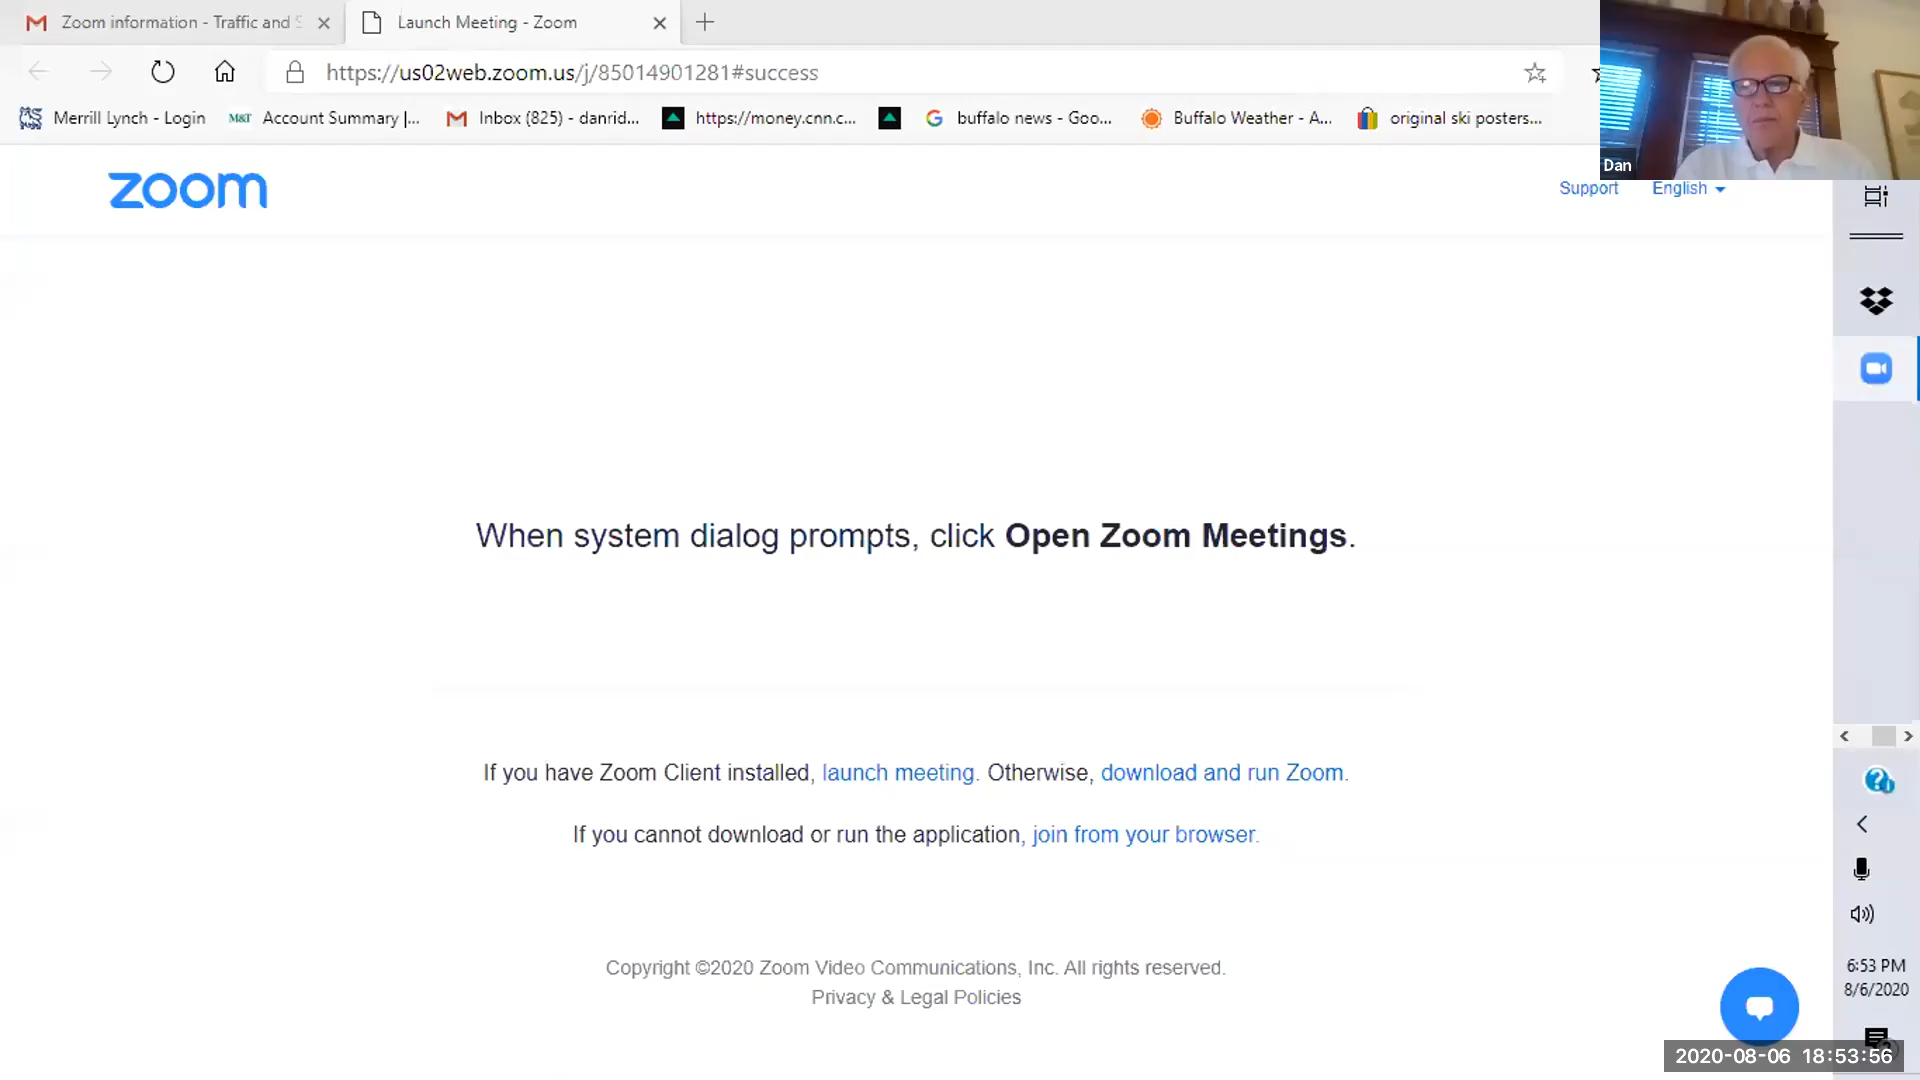 Zoom information - Traffic and S
Launch Meeting - Zoom
https://us02web.zoom.us/j/85014901281#success
Merrill Lynch - Login
M&T
Account Summary |...
Inbox (825) - danrid...
https://money.cnn.c...
buffalo news - Goo...
Buffalo Weather - A...
original ski posters...
Dan
zoom
Support
English
When system dialog prompts, click Open Zoom Meetings.
If you have Zoom Client installed, launch meeting. Otherwise, download and run Zoom.
If you cannot download or run the application, join from your browser.
Copyright ©2020 Zoom Video Communications, Inc. All rights reserved.
Privacy & Legal Policies
6:53 PM
8/6/2020
2020-08-06 18:53:56